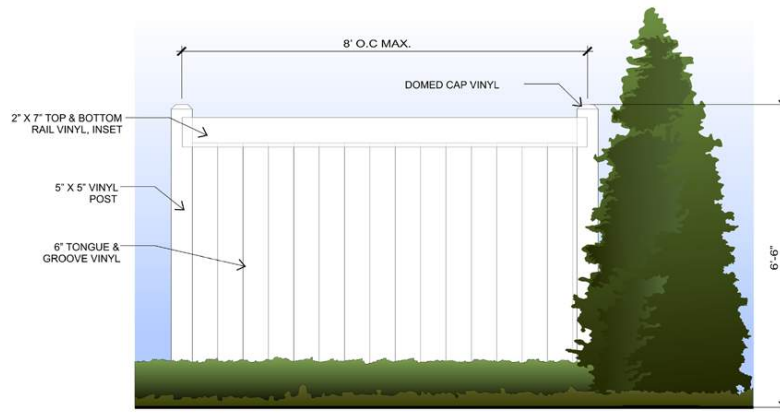 8' O.C MAX.
DOMED CAP VINYL
2" X 7" TOP & BOTTOM
RAIL VINYL, INSET
5" X 5" VINYL
POST
6" TONGUE &
GROOVE VINYL
6'-6"